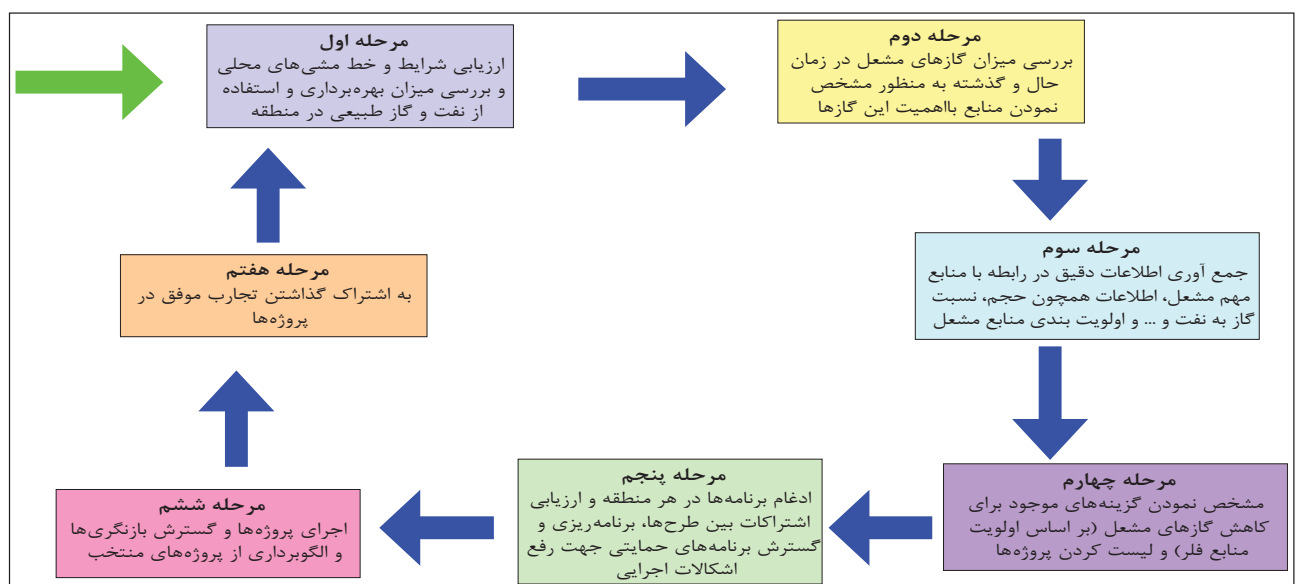 مرحله اول
ارزیابی شرایط و خط مشی‌های محلی
و بررسی میزان بهره‌برداری و استفاده
از نفت و گاز طبیعی در منطقه
مرحله دوم
بررسی میزان گازهای مشعل در زمان
حال و گذشته به منظور مشخص
نمودن منابع بااهمیت این گازها
مرحله سوم
جمع آوری اطلاعات دقیق در رابطه با منابع
مهم مشعل، اطلاعات همچون حجم، نسبت
گاز به نفت و ... و اولویت بندی منابع مشعل
مرحله چهارم
مشخص نمودن گزینه‌های موجود برای
کاهش گازهای مشعل (بر اساس اولویت
منابع فلر) و لیست کردن پروژه‌ها
مرحله پنجم
ادغام برنامه‌ها در هر منطقه و ارزیابی
اشتراکات بین طرح‌ها، برنامه‌ریزی و
گسترش برنامه‌های حمایتی جهت رفع
اشکالات اجرایی
مرحله ششم
اجرای پروژه‌ها و گسترش بازنگری‌ها
و الگوبرداری از پروژه‌های منتخب
مرحله هفتم
به اشتراک گذاشتن تجارب موفق در
پروژه‌ها